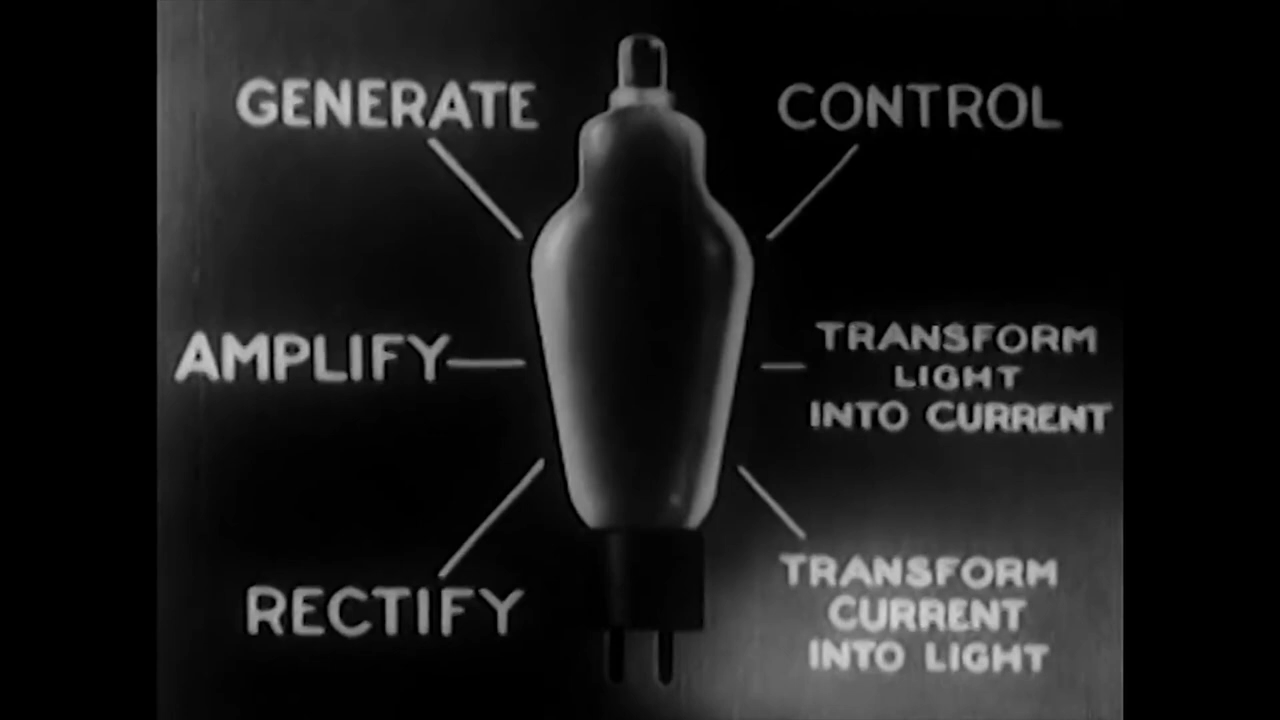 GENERATE
CONTROL
AMPLIFY
TRANSFORM
LIGHT
INTO CURRENT
RECTIFY
TRANSFORM
CURRENT
INTO LIGHT